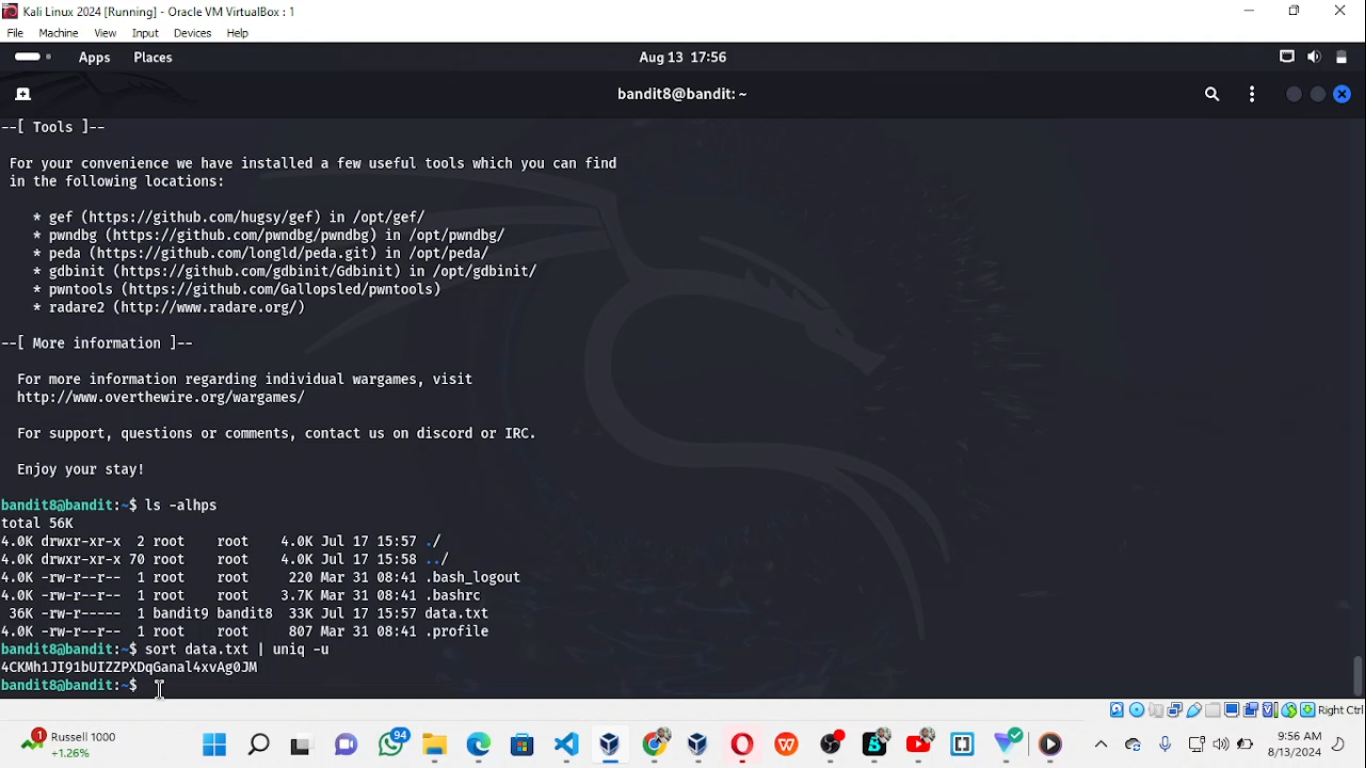 Kali Linux 2024 [Running] - Oracle VM VirtualBox : 1
File Machine View Input Devices Help
Apps Places Aug 13 17:56
bandit8@bandit: ~
--[ Tools ]--
For your convenience we have installed a few useful tools which you can find
in the following locations:
* gef (https://github.com/hugsy/gef) in /opt/gef/
* pwndbg (https://github.com/pwndbg/pwndbg) in /opt/pwndbg/
* peda (https://github.com/longld/peda.git) in /opt/peda/
* gdbinit (https://github.com/gdbinit/Gdbinit) in /opt/gdbinit/
* pwntools (https://github.com/Gallopsled/pwntools)
* radare2 (http://www.radare.org/)
--[ More information ]--
For more information regarding individual wargames, visit
http://www.overthewire.org/wargames/
For support, questions or comments, contact us on discord or IRC.
Enjoy your stay!
bandit8@bandit:~$ ls -alhps
total 56K
4.0K drwxr-xr-x 2 root root 4.0K Jul 17 15:57 ./
4.0K drwxr-xr-x 70 root root 4.0K Jul 17 15:58 ../
4.0K -rw-r--r-- 1 root root 220 Mar 31 08:41 .bash_logout
4.0K -rw-r--r-- 1 root root 3.7K Mar 31 08:41 .bashrc
36K -rw-r----- 1 bandit9 bandit8 33K Jul 17 15:57 data.txt
4.0K -rw-r--r-- 1 root root 807 Mar 31 08:41 .profile
bandit8@bandit:~$ sort data.txt | uniq -u
4CKMh1JI91bUIZZPXDqGanal4xvAg0JM
bandit8@bandit:~$
Right Ctrl
1
Russell 1000
+1.26%
94
W
9:56 AM
8/13/2024